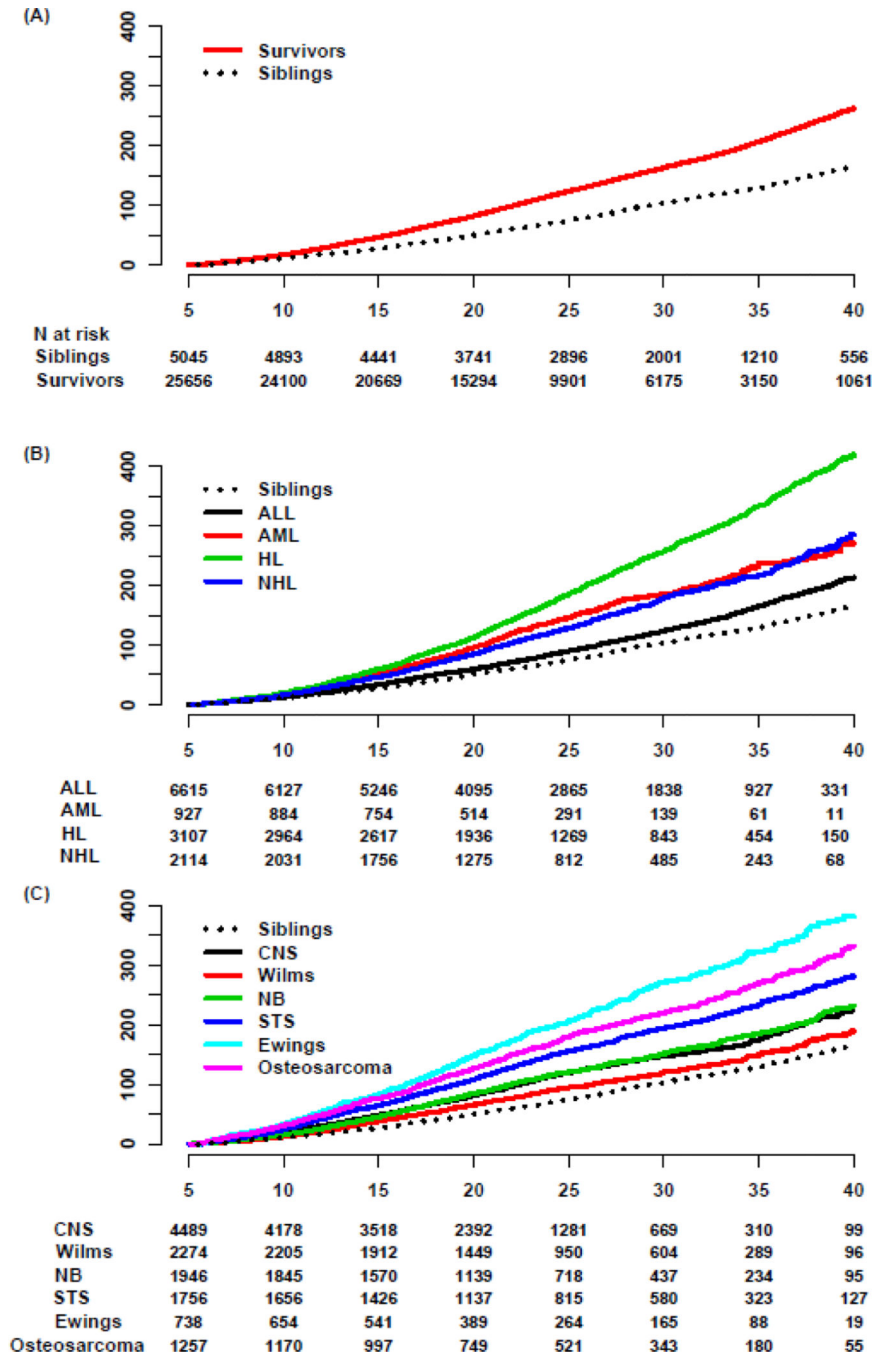 (A)
400
300
200
100
0
Survivors
Siblings
5 10 15 20 25 30 35 40
N at risk
Siblings 5045 4893 4441 3741 2896 2001 1210 556
Survivors 25656 24100 20669 15294 9901 6175 3150 1061
(B)
400
300
200
100
0
Siblings
ALL
AML
HL
NHL
5 10 15 20 25 30 35 40
ALL 6615 6127 5246 4095 2865 1838 927 331
AML 927 884 754 514 291 139 61 11
HL 3107 2964 2617 1936 1269 843 454 150
NHL 2114 2031 1756 1275 812 485 243 68
(C)
400
300
200
100
0
Siblings
CNS
Wilms
NB
STS
Ewings
Osteosarcoma
5 10 15 20 25 30 35 40
CNS 4489 4178 3518 2392 1281 669 310 99
Wilms 2274 2205 1912 1449 950 604 289 96
NB 1946 1845 1570 1139 718 437 234 95
STS 1756 1656 1426 1137 815 580 323 127
Ewings 738 654 541 389 264 165 88 19
Osteosarcoma 1257 1170 997 749 521 343 180 55